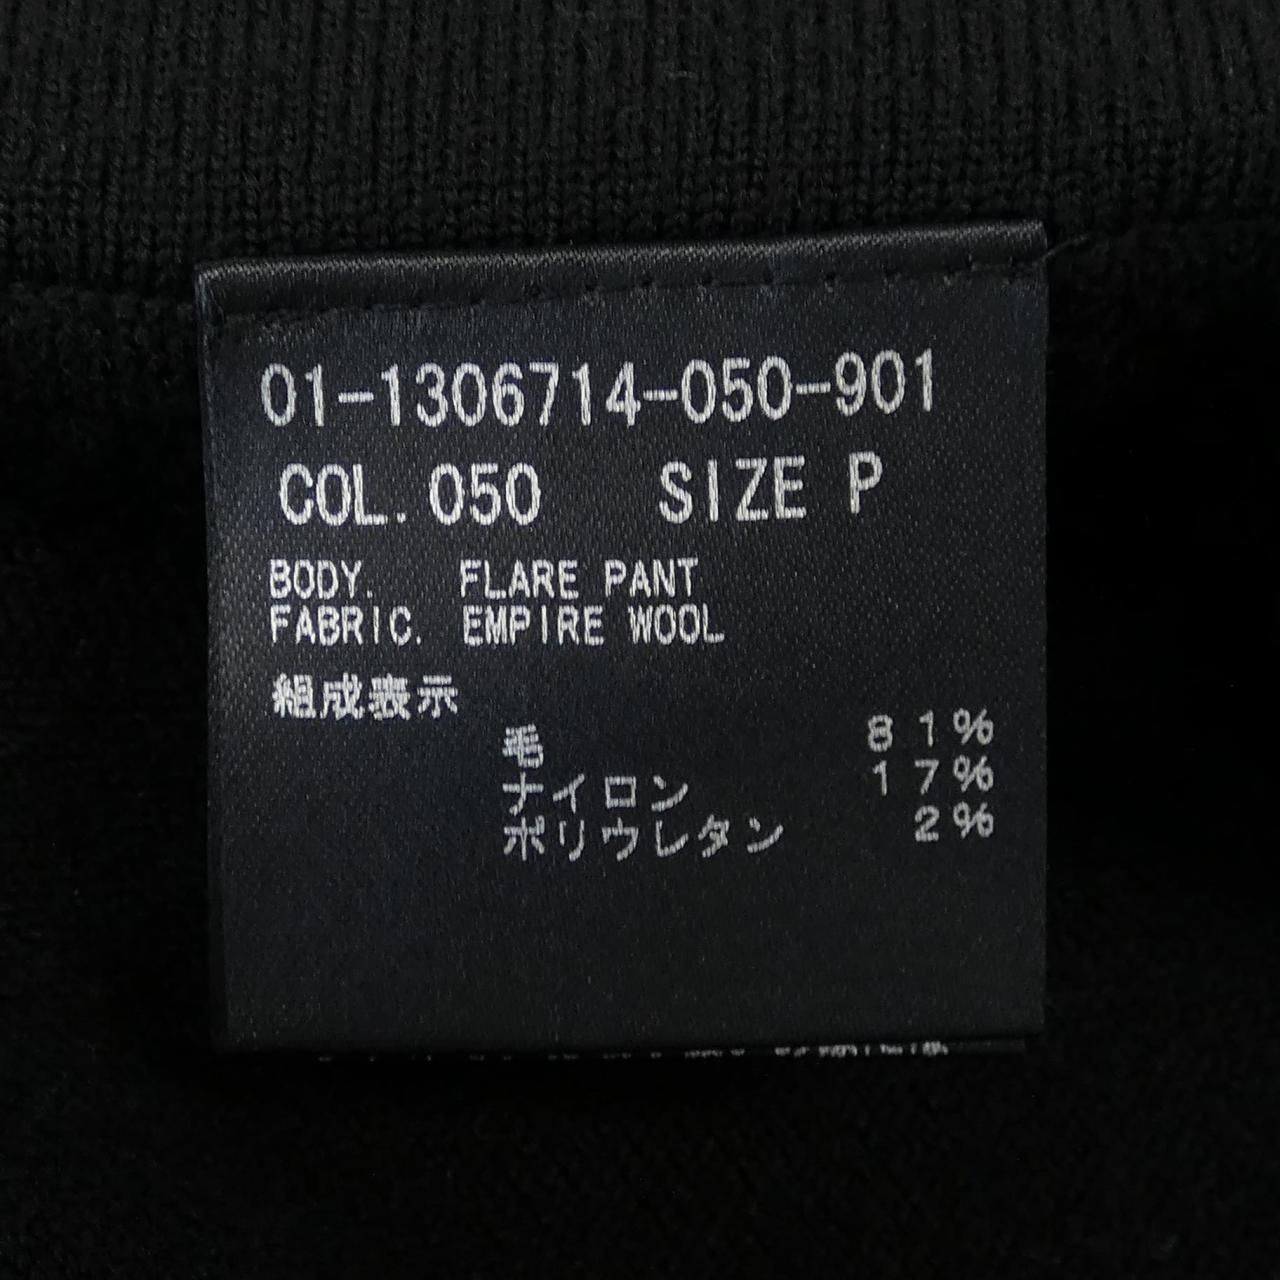 01-1306714-050-901
COL. 050 SIZE P
BODY. FLARE PANT
FABRIC. EMPIRE WOOL
組成表示
毛 81%
ナイロン 17%
ポリウレタン 2%